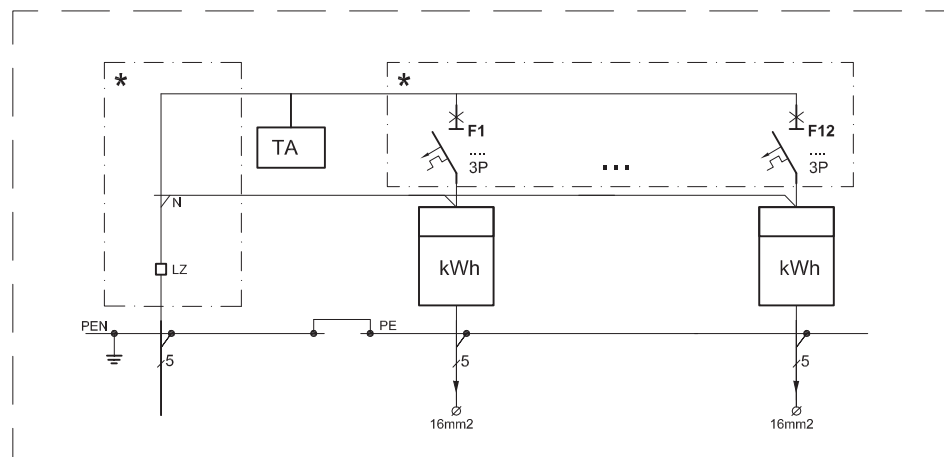 *
*
F1
F12
TA
....
3P
...
....
3P
N
kWh
kWh
LZ
PEN
PE
5
5
5
16mm2
16mm2